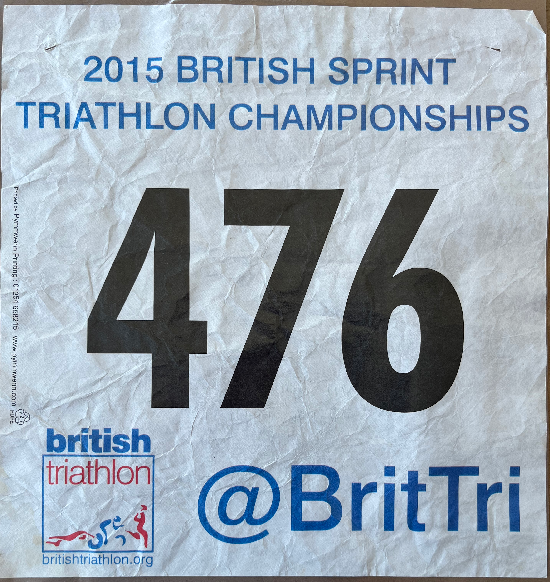 2015 BRITISH SPRINT
TRIATHLON CHAMPIONSHIPS
476
british
triathlon
britishtriathlon.org
@BritTri